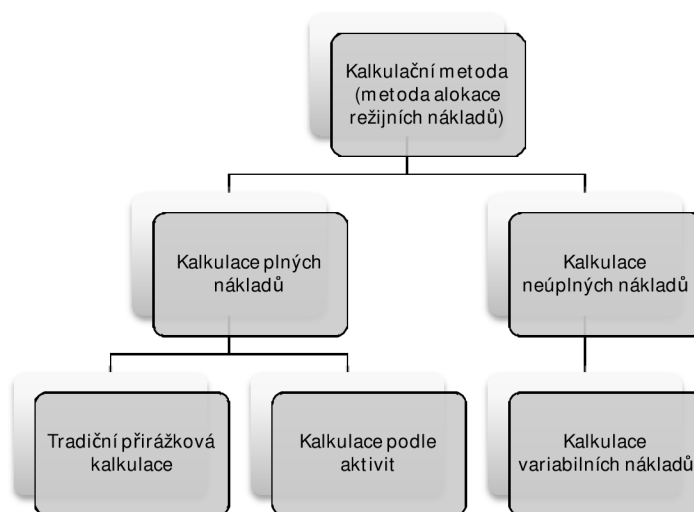 Kalkulační metoda
(metoda alokace
režijních nákladů)
Kalkulace plných
nákladů
Kalkulace
neúplných nákladů
Tradiční přirážková
kalkulace
Kalkulace podle
aktivit
Kalkulace
variabilních nákladů